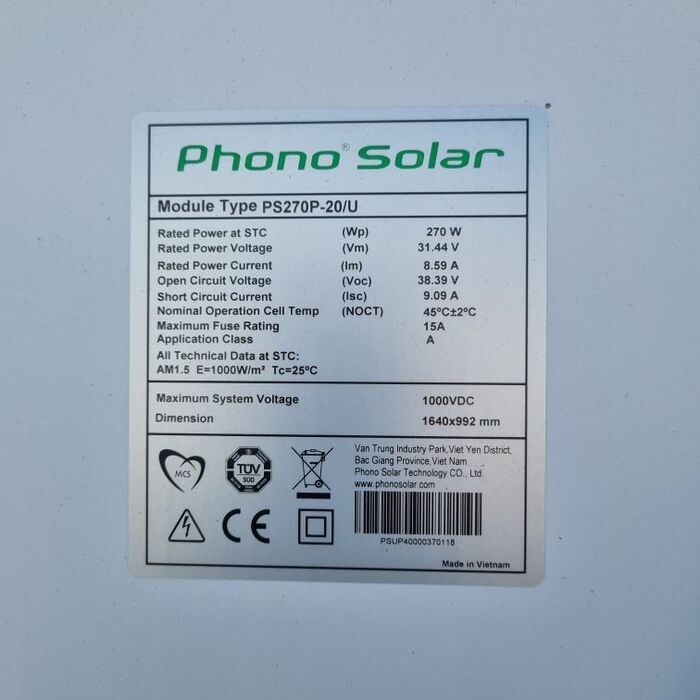 Phono® Solar
Module Type PS270P-20/U
Rated Power at STC (Wp) 270 W
Rated Power Voltage (Vm) 31.44 V
Rated Power Current (Im) 8.59 A
Open Circuit Voltage (Voc) 38.39 V
Short Circuit Current (Isc) 9.09 A
Nominal Operation Cell Temp (NOCT) 45ºC±2ºC
Maximum Fuse Rating 15A
Application Class A
All Technical Data at STC:
AM1.5 E=1000W/m² Tc=25ºC
Maximum System Voltage 1000VDC
Dimension 1640x992 mm
MCS
TÜV
SÜD
CE
Van Trung Industry Park,Viet Yen District,
Bac Giang Province,Viet Nam
Phono Solar Technology CO., Ltd.
www.phonosolar.com
PSUP40000370118
Made in Vietnam